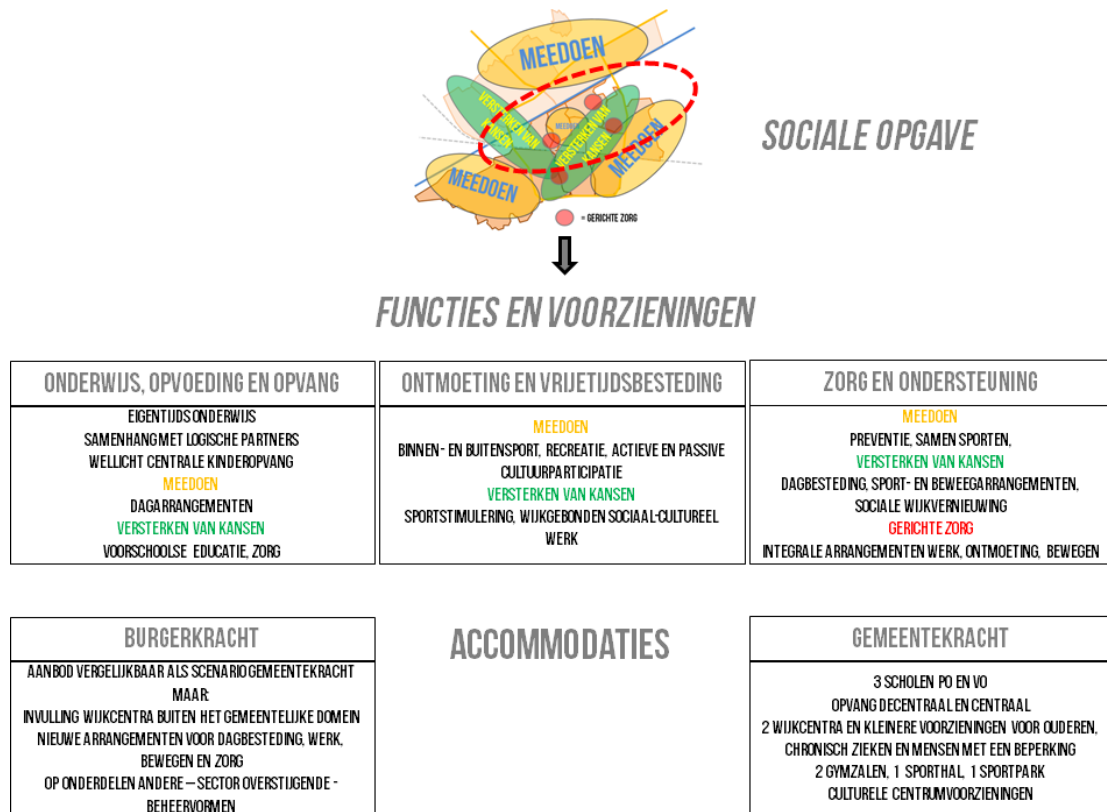 MEEDOEN
VERSTERKEN VAN
KANSEN
MEEDOEN
VERSTERKEN VAN
KANSEN
MEEDOEN
MEEDOEN
= GERICHTE ZORG
SOCIALE OPGAVE
FUNCTIES EN VOORZIENINGEN
ONDERWIJS, OPVOEDING EN OPVANG
EIGENTIJDS ONDERWIJS
SAMENHANG MET LOGISCHE PARTNERS
WELLICHT CENTRALE KINDEROPVANG
MEEDOEN
DAGARRANGEMENTEN
VERSTERKEN VAN KANSEN
VOORSCHOOLSE EDUCATIE, ZORG
ONTMOETING EN VRIJETIJDSBESTEDING
MEEDOEN
BINNEN- EN BUITENSPORT, RECREATIE, ACTIEVE EN PASSIVE
CULTUURPARTICIPATIE
VERSTERKEN VAN KANSEN
SPORTSTIMULERING, WIJKGEBONDEN SOCIAAL-CULTUREEL
WERK
ZORG EN ONDERSTEUNING
MEEDOEN
PREVENTIE, SAMEN SPORTEN,
VERSTERKEN VAN KANSEN
DAGBESTEDING, SPORT- EN BEWEEGARRANGEMENTEN,
SOCIALE WIJKVERNIEUWING
GERICHTE ZORG
INTEGRALE ARRANGEMENTEN WERK, ONTMOETING, BEWEGEN
BURGERKRACHT
AANBOD VERGELIJKBAAR ALS SCENARIO GEMEENTEKRACHT
MAAR:
INVULLING WIJKCENTRA BUITEN HET GEMEENTELIJKE DOMEIN
NIEUWE ARRANGEMENTEN VOOR DAGBESTEDING, WERK,
BEWEGEN EN ZORG
OP ONDERDELEN ANDERE – SECTOR OVERSTIJGENDE -
BEHEERVORMEN
ACCOMMODATIES
GEMEENTEKRACHT
3 SCHOLEN PO EN VO
OPVANG DECENTRAAL EN CENTRAAL
2 WIJKCENTRA EN KLEINERE VOORZIENINGEN VOOR OUDEREN,
CHRONISCH ZIEKEN EN MENSEN MET EEN BEPERKING
2 GYMZALEN, 1 SPORTHAL, 1 SPORTPARK
CULTURELE CENTRUMVOORZIENINGEN